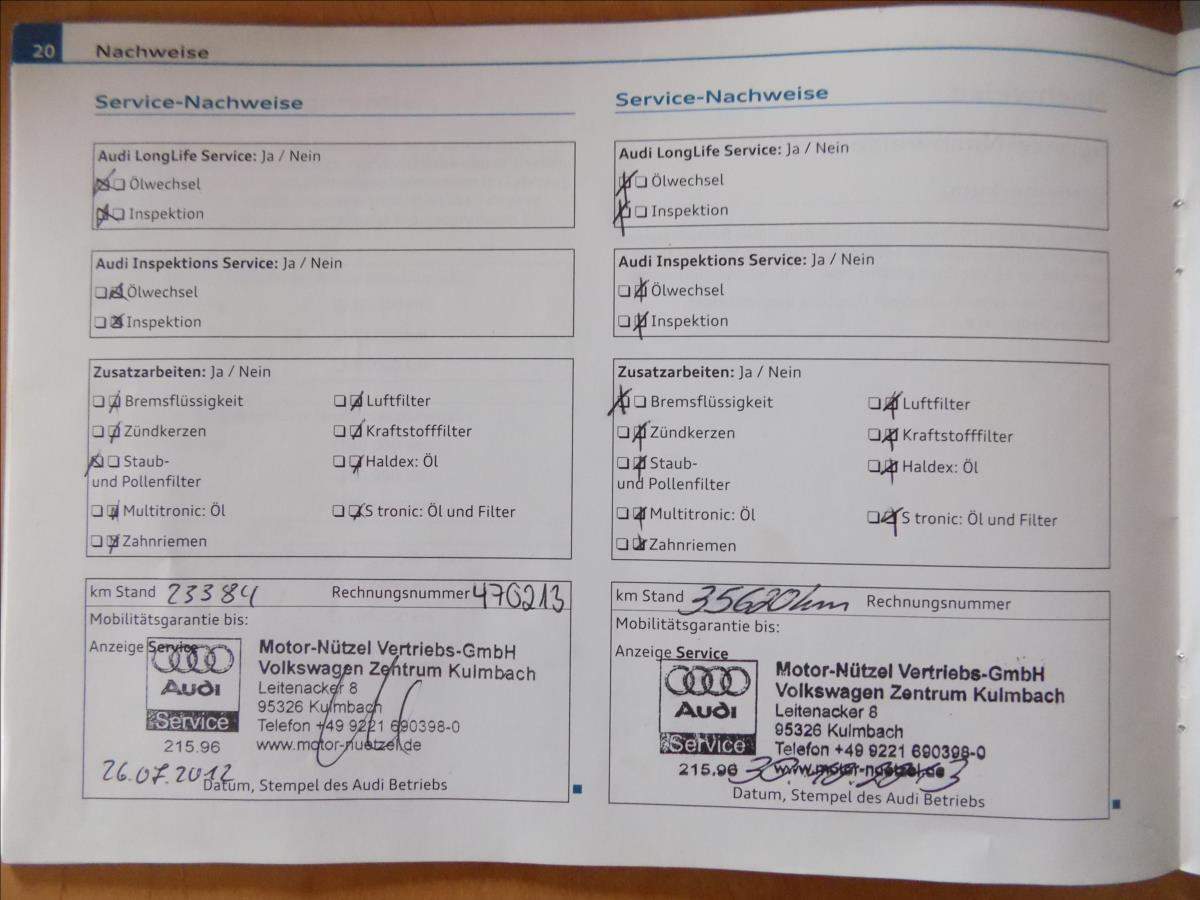 20 Nachweise
Service-Nachweise
Audi LongLife Service: Ja / Nein
Ölwechsel
Inspektion
Audi Inspektions Service: Ja / Nein
Ölwechsel
Inspektion
Zusatzarbeiten: Ja / Nein
Bremsflüssigkeit Luftfilter
Zündkerzen Kraftstofffilter
Staub- Haldex: Öl
und Pollenfilter
Multitronic: Öl S tronic: Öl und Filter
Zahnriemen
km Stand 23384 Rechnungsnummer 470213
Mobilitätsgarantie bis:
Anzeige Service
Audi
Service
215.96
Motor-Nützel Vertriebs-GmbH
Volkswagen Zentrum Kulmbach
Leitenacker 8
95326 Kulmbach
Telefon +49 9221 690398-0
www.motor-nuetzel.de
26.07.2012
Datum, Stempel des Audi Betriebs
Service-Nachweise
Audi LongLife Service: Ja / Nein
Ölwechsel
Inspektion
Audi Inspektions Service: Ja / Nein
Ölwechsel
Inspektion
Zusatzarbeiten: Ja / Nein
Bremsflüssigkeit Luftfilter
Zündkerzen Kraftstofffilter
Staub- Haldex: Öl
und Pollenfilter
Multitronic: Öl S tronic: Öl und Filter
Zahnriemen
km Stand 35620km Rechnungsnummer
Mobilitätsgarantie bis:
Anzeige Service
Audi
Service
215.96
Motor-Nützel Vertriebs-GmbH
Volkswagen Zentrum Kulmbach
Leitenacker 8
95326 Kulmbach
Telefon +49 9221 690398-0
www.motor-nuetzel.de
Datum, Stempel des Audi Betriebs